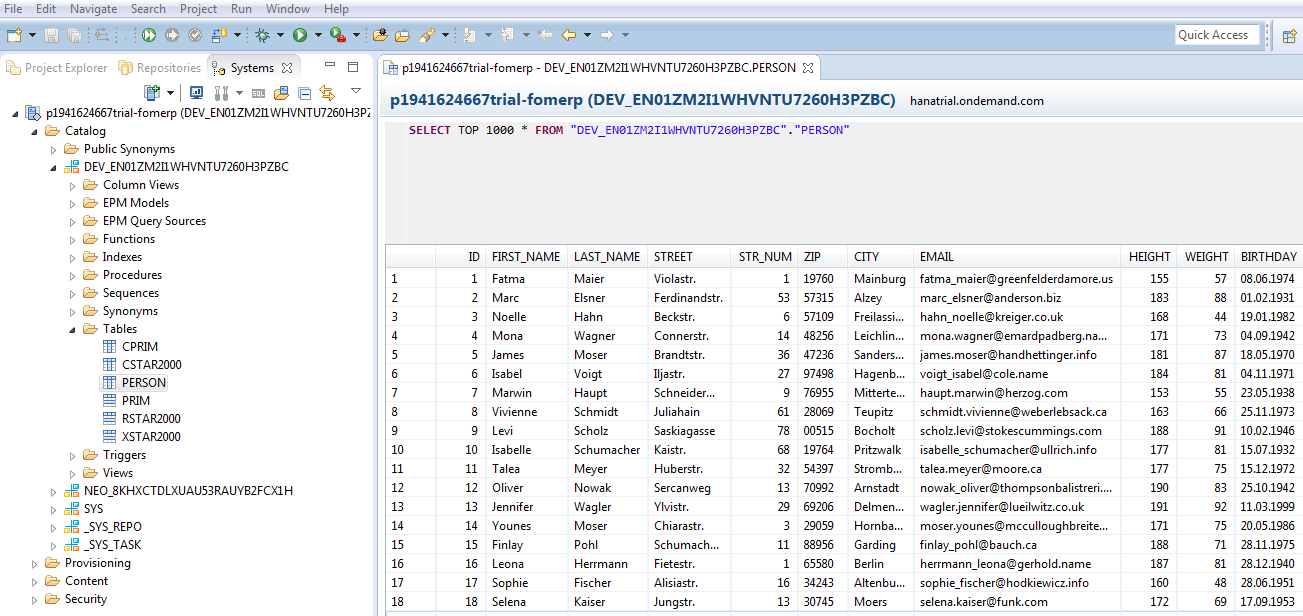 File Edit Navigate Search Project Run Window Help
Quick Access
Project Explorer Repositories Systems
p1941624667trial-fomerp (DEV_EN01ZM2I1WHVNTU7260H3PZ
Catalog
Public Synonyms
DEV_EN01ZM2I1WHVNTU7260H3PZBC
Column Views
EPM Models
EPM Query Sources
Functions
Indexes
Procedures
Sequences
Synonyms
Tables
CPRIM
CSTAR2000
PERSON
PRIM
RSTAR2000
XSTAR2000
Triggers
Views
NEO_8KHXCTDLXUAU53RAUYB2FCX1H
SYS
_SYS_REPO
_SYS_TASK
Provisioning
Content
Security
p1941624667trial-fomerp - DEV_EN01ZM2I1WHVNTU7260H3PZBC.PERSON
p1941624667trial-fomerp (DEV_EN01ZM2I1WHVNTU7260H3PZBC) hanatrial.ondemand.com
SELECT TOP 1000 * FROM "DEV_EN01ZM2I1WHVNTU7260H3PZBC"."PERSON"
ID FIRST_NAME LAST_NAME STREET STR_NUM ZIP CITY EMAIL HEIGHT WEIGHT BIRTHDAY
1 1 Fatma Maier Violastr. 1 19760 Mainburg fatma_maier@greenfelderdamore.us 155 57 08.06.1974
2 2 Marc Elsner Ferdinandstr. 53 57315 Alzey marc_elsner@anderson.biz 183 88 01.02.1931
3 3 Noelle Hahn Beckstr. 6 57109 Freilassi... hahn_noelle@kreiger.co.uk 168 44 19.01.1982
4 4 Mona Wagner Connerstr. 14 48256 Leichlin... mona.wagner@emardpadberg.na... 171 73 04.09.1942
5 5 James Moser Brandtstr. 36 47236 Sanders... james.moser@handhettinger.info 181 87 18.05.1970
6 6 Isabel Voigt Iljastr. 27 97498 Hagenb... voigt_isabel@cole.name 184 81 04.11.1971
7 7 Marwin Haupt Schneider... 9 76955 Mitterte... haupt.marwin@herzog.com 153 55 23.05.1938
8 8 Vivienne Schmidt Juliahain 61 28069 Teupitz schmidt.vivienne@weberlebsack.ca 163 66 25.11.1973
9 9 Levi Scholz Saskiagasse 78 00515 Bocholt scholz.levi@stokescummings.com 188 91 10.02.1946
10 10 Isabelle Schumacher Kaistr. 68 19764 Pritzwalk isabelle_schumacher@ullrich.info 177 81 15.07.1932
11 11 Talea Meyer Huberstr. 32 54397 Stromb... talea.meyer@moore.ca 177 75 15.12.1972
12 12 Oliver Nowak Sercanweg 13 70992 Arnstadt nowak_oliver@thompsonbalistreri.... 190 83 25.10.1942
13 13 Jennifer Wagler Ylvistr. 29 69206 Delmen... wagler.jennifer@lueilwitz.co.uk 191 92 11.03.1999
14 14 Younes Moser Chiarastr. 3 29059 Hornba... moser.younes@mcculloughbreite... 171 75 20.05.1986
15 15 Finlay Pohl Schumach... 11 88956 Garding finlay_pohl@bauch.ca 188 71 28.11.1975
16 16 Leona Herrmann Fietestr. 1 65580 Berlin herrmann_leona@gerhold.name 187 81 28.12.1940
17 17 Sophie Fischer Alisiastr. 16 34243 Altenbu... sophie_fischer@hodkiewicz.info 160 48 28.06.1951
18 18 Selena Kaiser Jungstr. 13 30745 Moers selena.kaiser@funk.com 172 69 17.09.1953